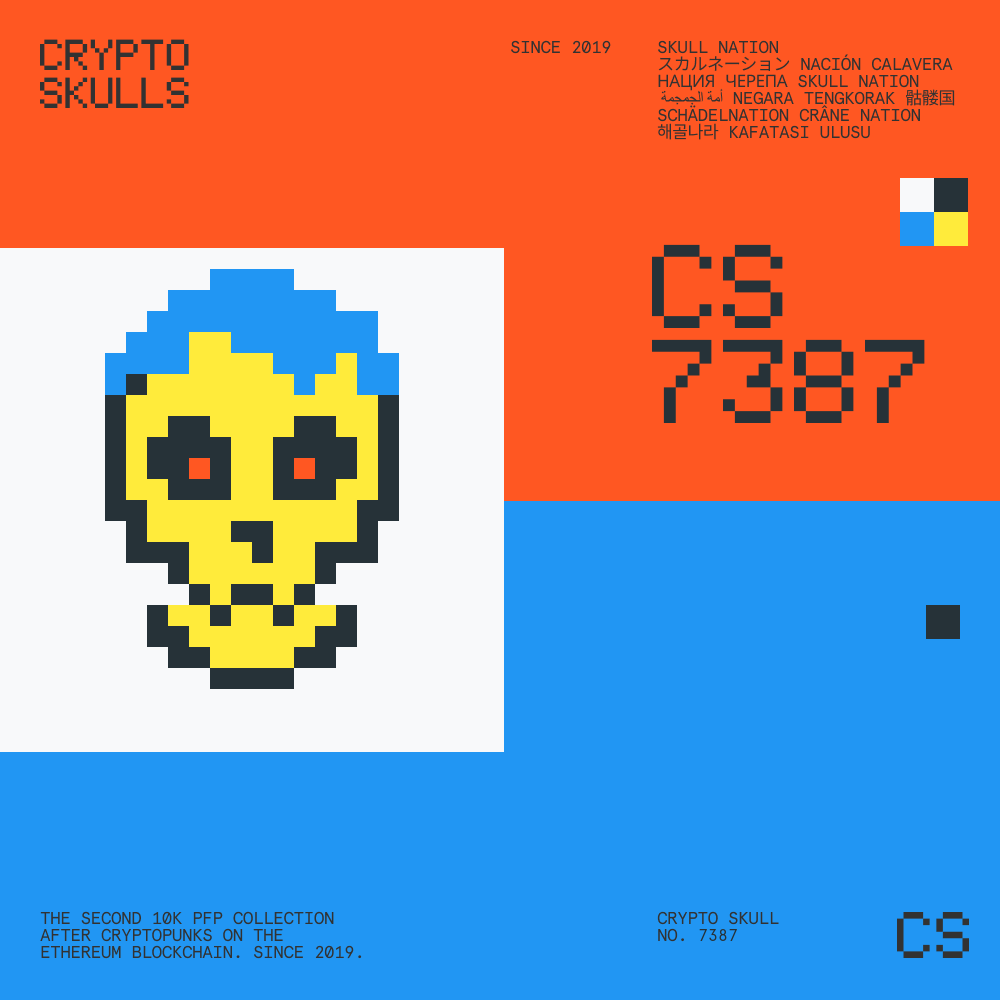 CRYPTO
SKULLS
SINCE 2019
SKULL NATION
スカルネーション NACIÓN CALAVERA
НАЦИЯ ЧЕРЕПА SKULL NATION
أمة الجمجمة NEGARA TENGKORAK 骷髅国
SCHÄDELNATION CRÂNE NATION
해골나라 KAFATASI ULUSU
CS
7387
THE SECOND 10K PFP COLLECTION
AFTER CRYPTOPUNKS ON THE
ETHEREUM BLOCKCHAIN. SINCE 2019.
CRYPTO SKULL
NO. 7387
CS